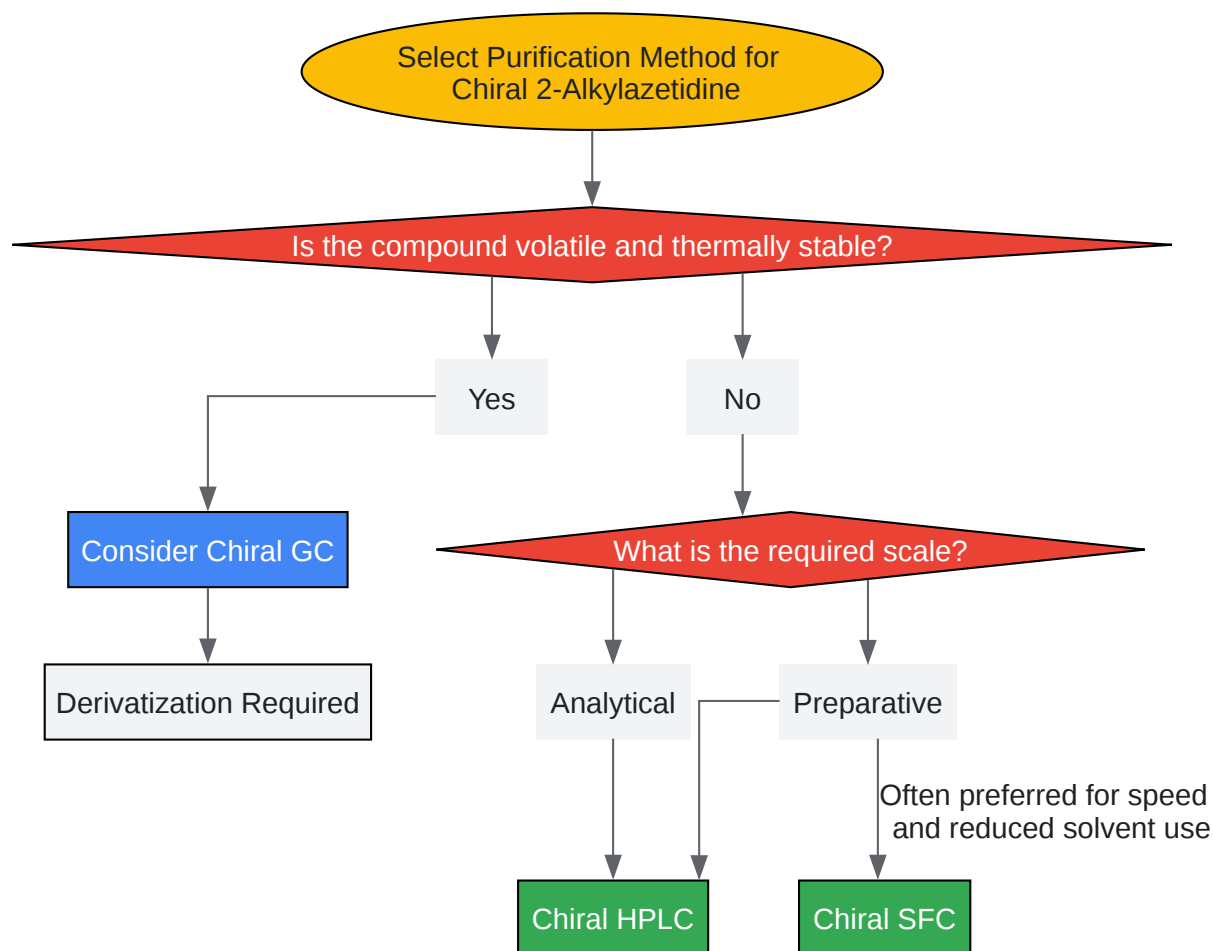 Select Purification Method for
Chiral 2-Alkylazetidine
Is the compound volatile and thermally stable?
Yes
No
Consider Chiral GC
What is the required scale?
Derivatization Required
Analytical
Preparative
Often preferred for speed
and reduced solvent use
Chiral HPLC
Chiral SFC